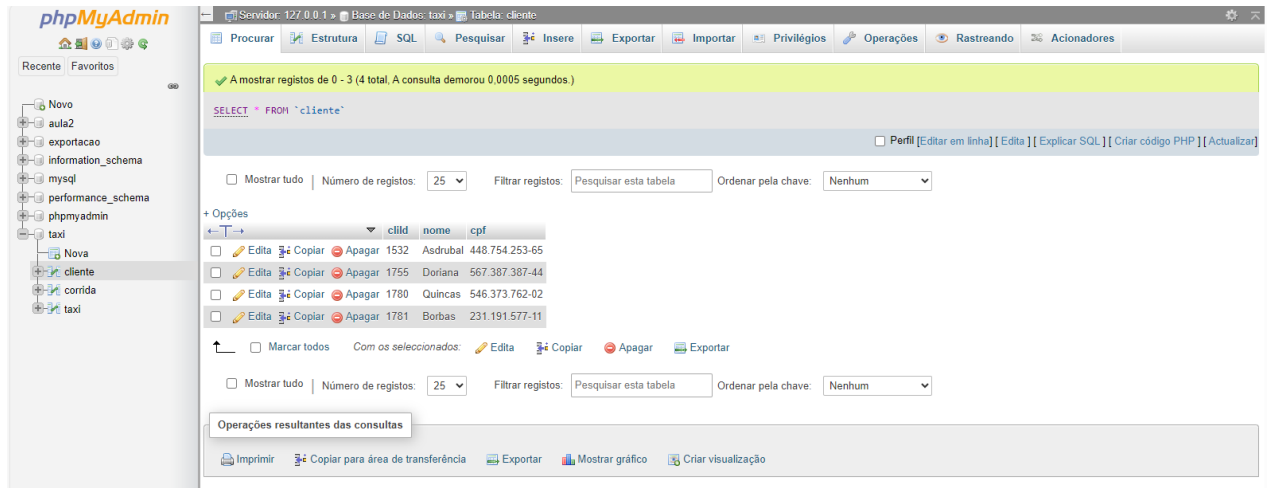 phpMyAdmin
Recente Favoritos
Novo
aula2
exportacao
information_schema
mysql
performance_schema
phpmyadmin
taxi
Nova
cliente
corrida
taxi
Servidor: 127.0.0.1 » Base de Dados: taxi » Tabela: cliente
Procurar Estrutura SQL Pesquisar Insere Exportar Importar Privilégios Operações Rastreando Acionadores
A mostrar registos de 0 - 3 (4 total, A consulta demorou 0,0005 segundos.)
SELECT * FROM `cliente`
Perfil [Editar em linha] [ Edita ] [ Explicar SQL ] [ Criar código PHP ] [ Actualizar]
Mostrar tudo | Número de registos: 25 Filtrar registos: Pesquisar esta tabela Ordenar pela chave: Nenhum
+ Opções
←T→ cliId nome cpf
Edita Copiar Apagar 1532 Asdrubal 448.754.253-65
Edita Copiar Apagar 1755 Doriana 567.387.387-44
Edita Copiar Apagar 1780 Quincas 546.373.762-02
Edita Copiar Apagar 1781 Borbas 231.191.577-11
Marcar todos Com os seleccionados: Edita Copiar Apagar Exportar
Mostrar tudo | Número de registos: 25 Filtrar registos: Pesquisar esta tabela Ordenar pela chave: Nenhum
Operações resultantes das consultas
Imprimir Copiar para área de transferência Exportar Mostrar gráfico Criar visualização